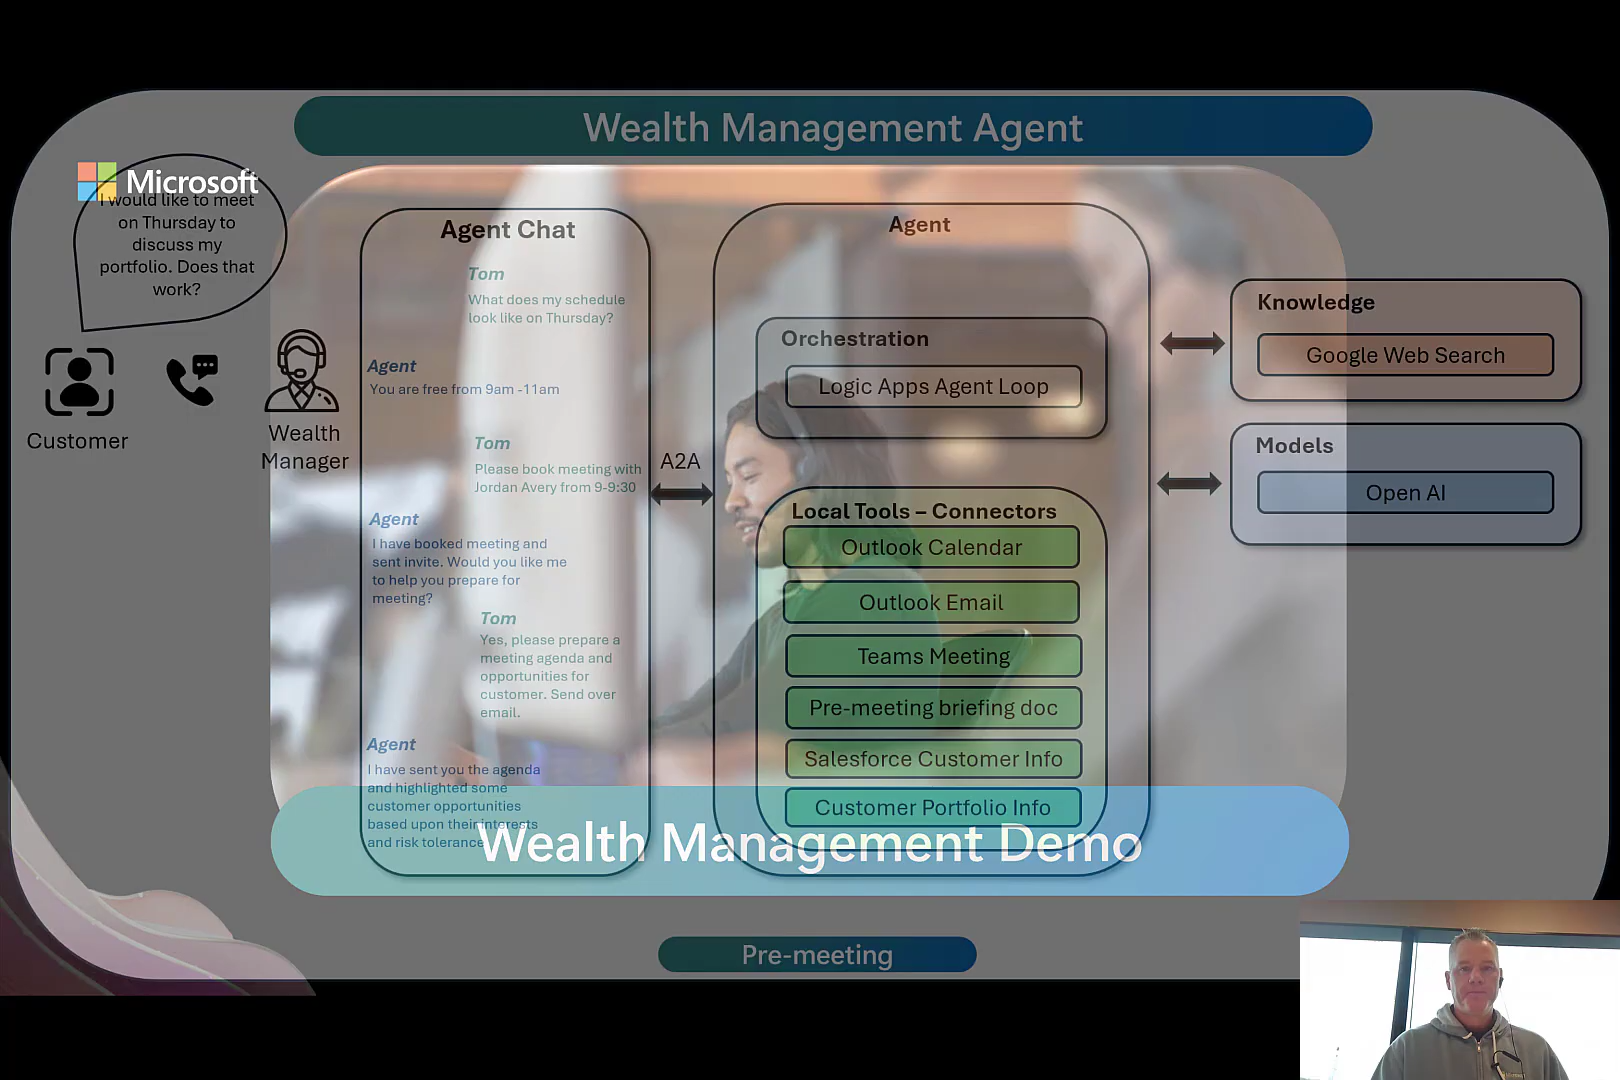 Wealth Management Agent
Microsoft
I would like to meet
on Thursday to
discuss my
portfolio. Does that
work?
Customer
Wealth
Manager
Agent Chat
Tom
What does my schedule
look like on Thursday?
Agent
You are free from 9am -11am
Tom
Please book meeting with
Jordan Avery from 9-9:30
Agent
I have booked meeting and
sent invite. Would you like me
to help you prepare for
meeting?
Tom
Yes, please prepare a
meeting agenda and
opportunities for
customer. Send over
email.
Agent
I have sent you the agenda
and highlighted some
customer opportunities
based upon their interests
and risk tolerance
A2A
Agent
Orchestration
Logic Apps Agent Loop
Local Tools – Connectors
Outlook Calendar
Outlook Email
Teams Meeting
Pre-meeting briefing doc
Salesforce Customer Info
Customer Portfolio Info
Knowledge
Google Web Search
Models
Open AI
Wealth Management Demo
Pre-meeting